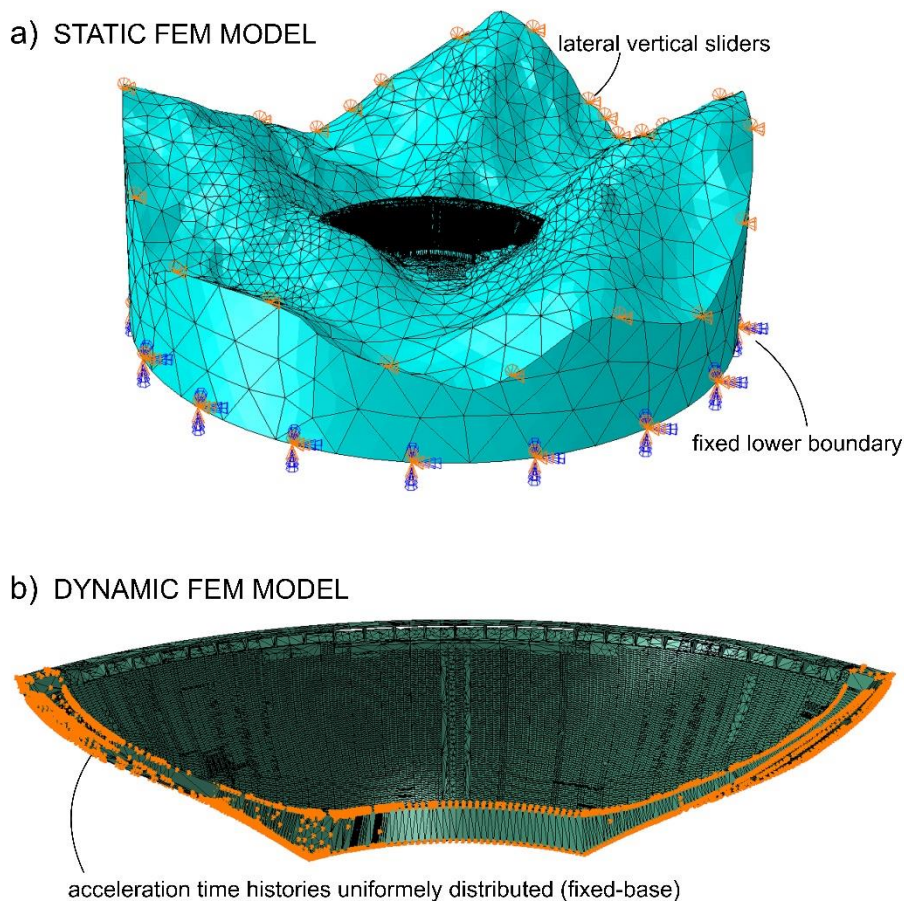 a) STATIC FEM MODEL
lateral vertical sliders
fixed lower boundary
b) DYNAMIC FEM MODEL
acceleration time histories uniformely distributed (fixed-base)